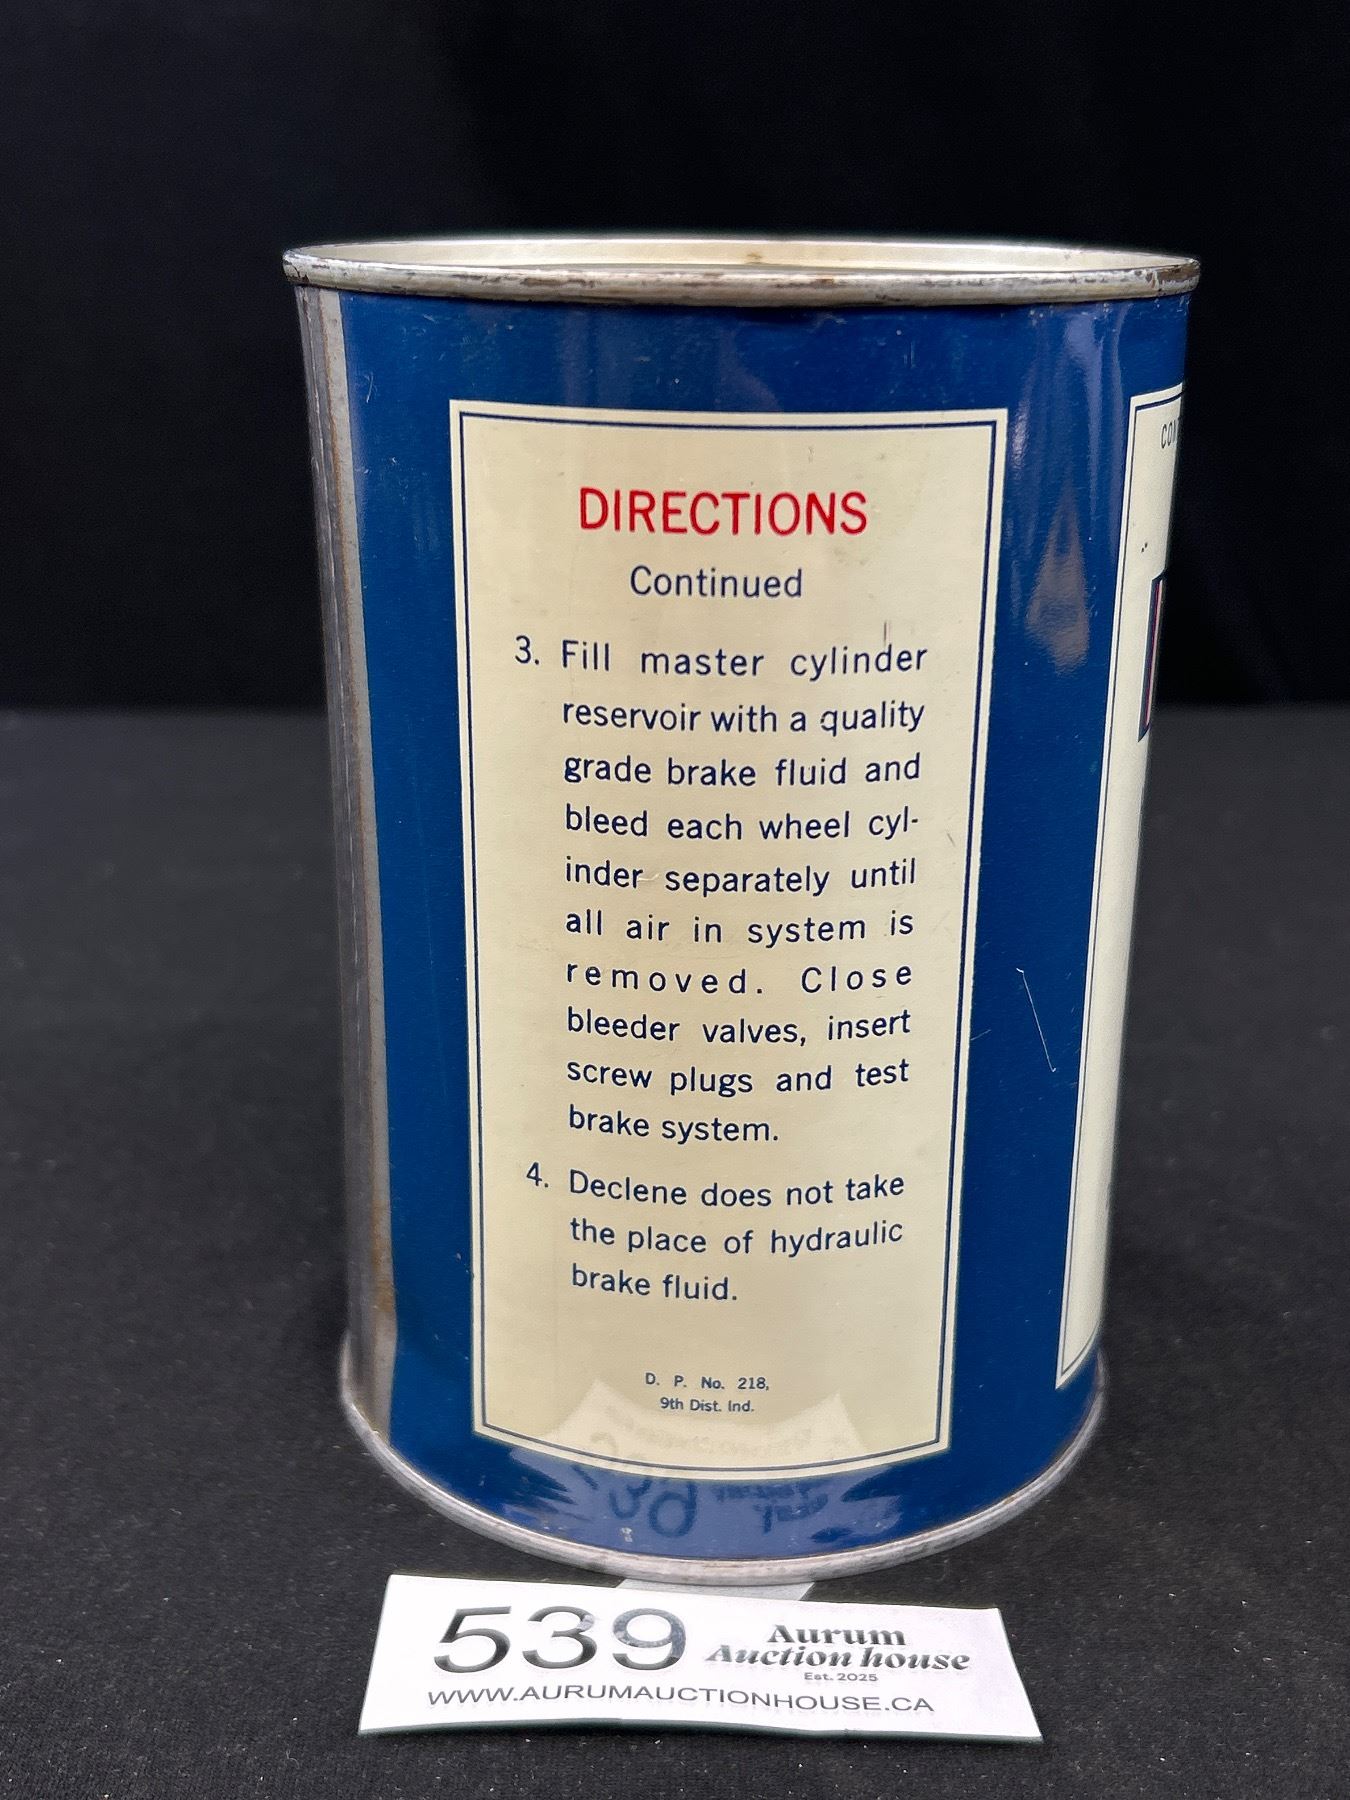 DIRECTIONS
Continued
3. Fill master cylinder
reservoir with a quality
grade brake fluid and
bleed each wheel cyl-
inder separately until
all air in system is
removed. Close
bleeder valves, insert
screw plugs and test
brake system.
4. Declene does not take
the place of hydraulic
brake fluid.
D. P. No. 218,
9th Dist. Ind.
539
Aurum
Auction house
Est. 2025
WWW.AURUMAUCTIONHOUSE.CA